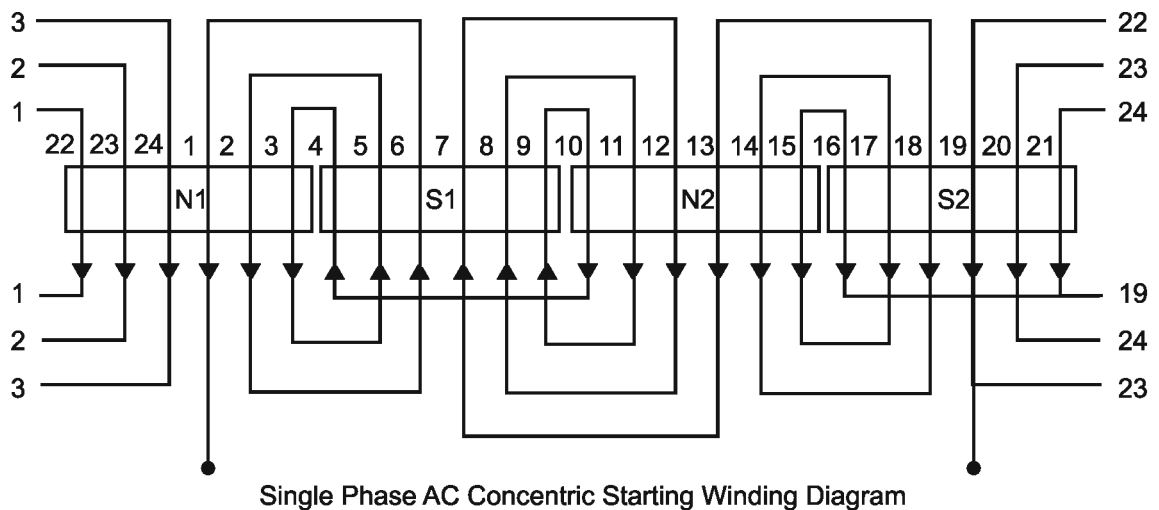 3 22
2 23
1 24
22 23 24 1 2 3 4 5 6 7 8 9 10 11 12 13 14 15 16 17 18 19 20 21
N1 S1 N2 S2
1 19
2 24
3 23
Single Phase AC Concentric Starting Winding Diagram